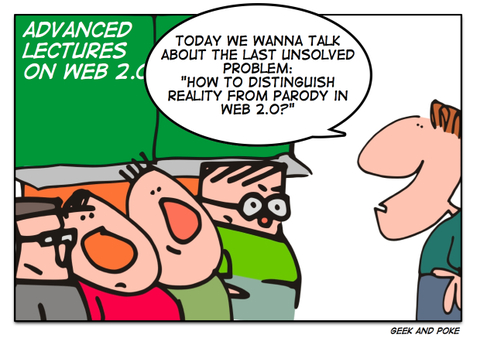 ADVANCED
LECTURES
ON WEB 2.0
TODAY WE WANNA TALK
ABOUT THE LAST UNSOLVED
PROBLEM:
"HOW TO DISTINGUISH
REALITY FROM PARODY IN
WEB 2.0?"
GEEK AND POKE